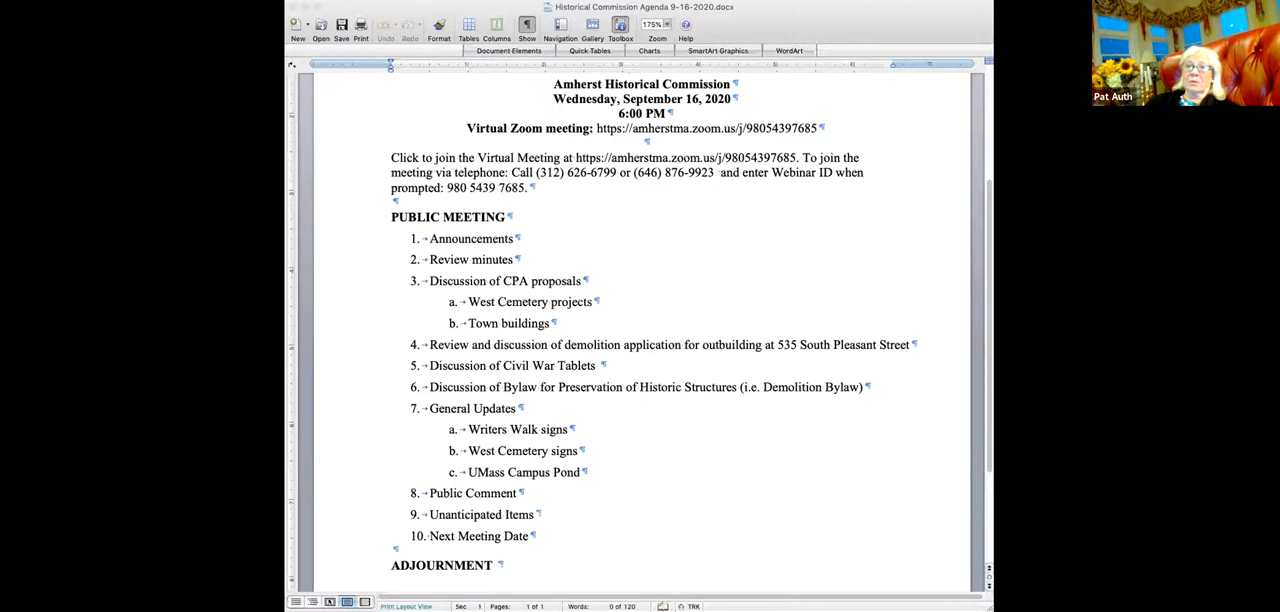 Historical Commission Agenda 9-16-2020.docx
New Open Save Print Undo Redo Format Tables Columns Show Navigation Gallery Toolbox 175% Zoom Help
Document Elements Quick Tables Charts SmartArt Graphics WordArt
Pat Auth
Amherst Historical Commission
Wednesday, September 16, 2020
6:00 PM
Virtual Zoom meeting: https://amherstma.zoom.us/j/98054397685
Click to join the Virtual Meeting at https://amherstma.zoom.us/j/98054397685. To join the
meeting via telephone: Call (312) 626-6799 or (646) 876-9923 and enter Webinar ID when
prompted: 980 5439 7685.
PUBLIC MEETING
1. Announcements
2. Review minutes
3. Discussion of CPA proposals
a. West Cemetery projects
b. Town buildings
4. Review and discussion of demolition application for outbuilding at 535 South Pleasant Street
5. Discussion of Civil War Tablets
6. Discussion of Bylaw for Preservation of Historic Structures (i.e. Demolition Bylaw)
7. General Updates
a. Writers Walk signs
b. West Cemetery signs
c. UMass Campus Pond
8. Public Comment
9. Unanticipated Items
10. Next Meeting Date
ADJOURNMENT
Print Layout View Sec 1 Pages: 1 of 1 Words: 0 of 120 TRK